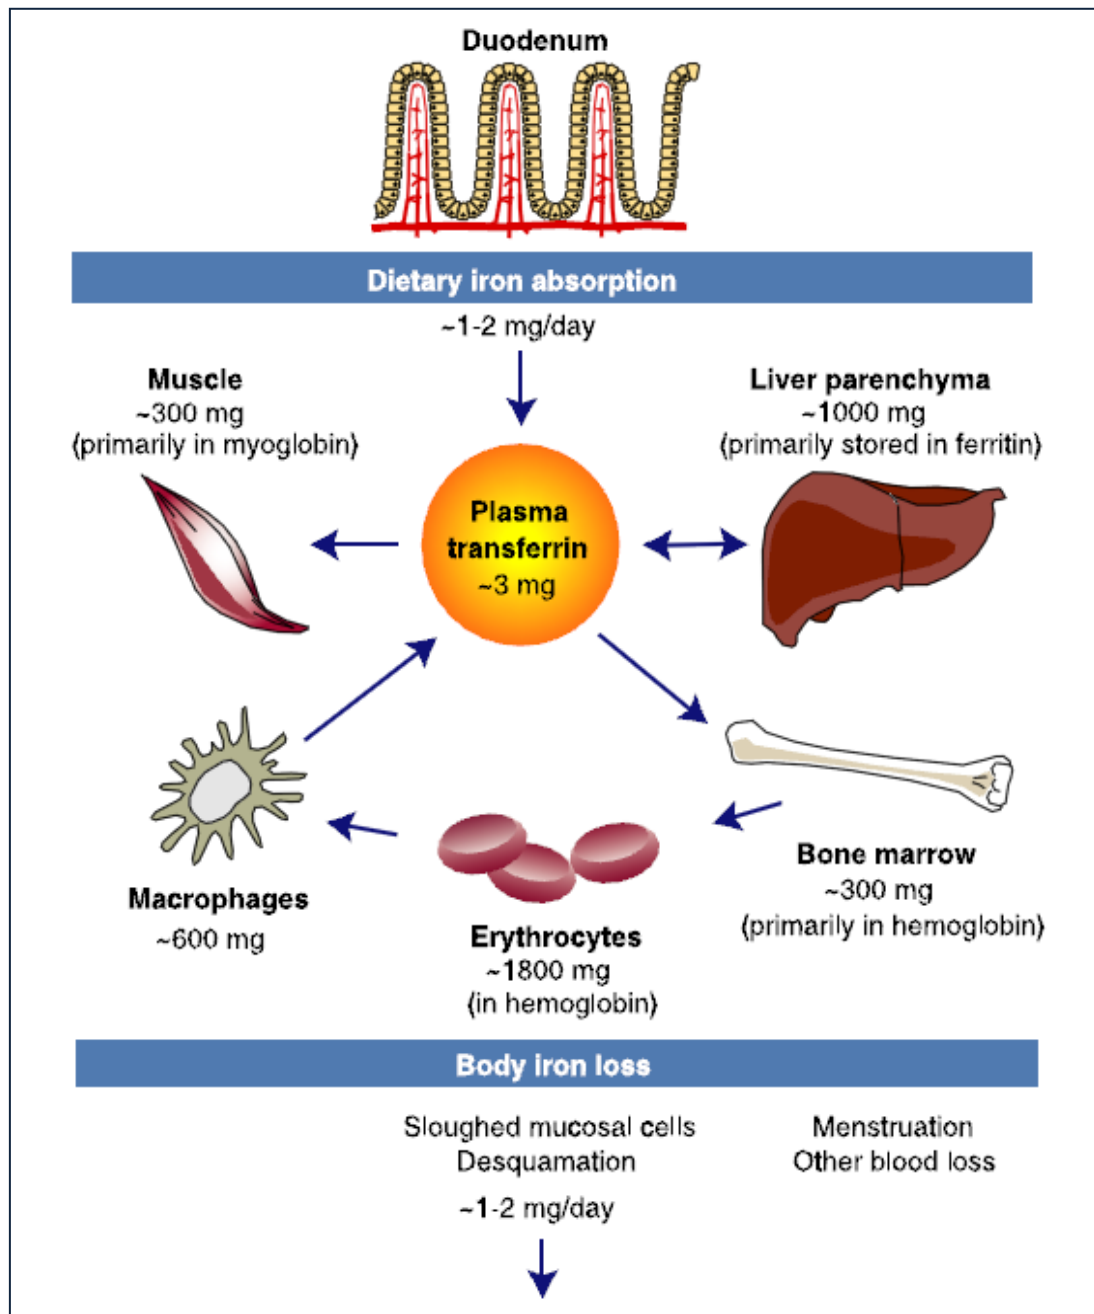 Duodenum
Dietary iron absorption
~1-2 mg/day
Muscle
~300 mg
(primarily in myoglobin)
Liver parenchyma
~1000 mg
(primarily stored in ferritin)
Plasma
transferrin
~3 mg
Macrophages
~600 mg
Erythrocytes
~1800 mg
(in hemoglobin)
Bone marrow
~300 mg
(primarily in hemoglobin)
Body iron loss
Sloughed mucosal cells
Desquamation
~1-2 mg/day
Menstruation
Other blood loss